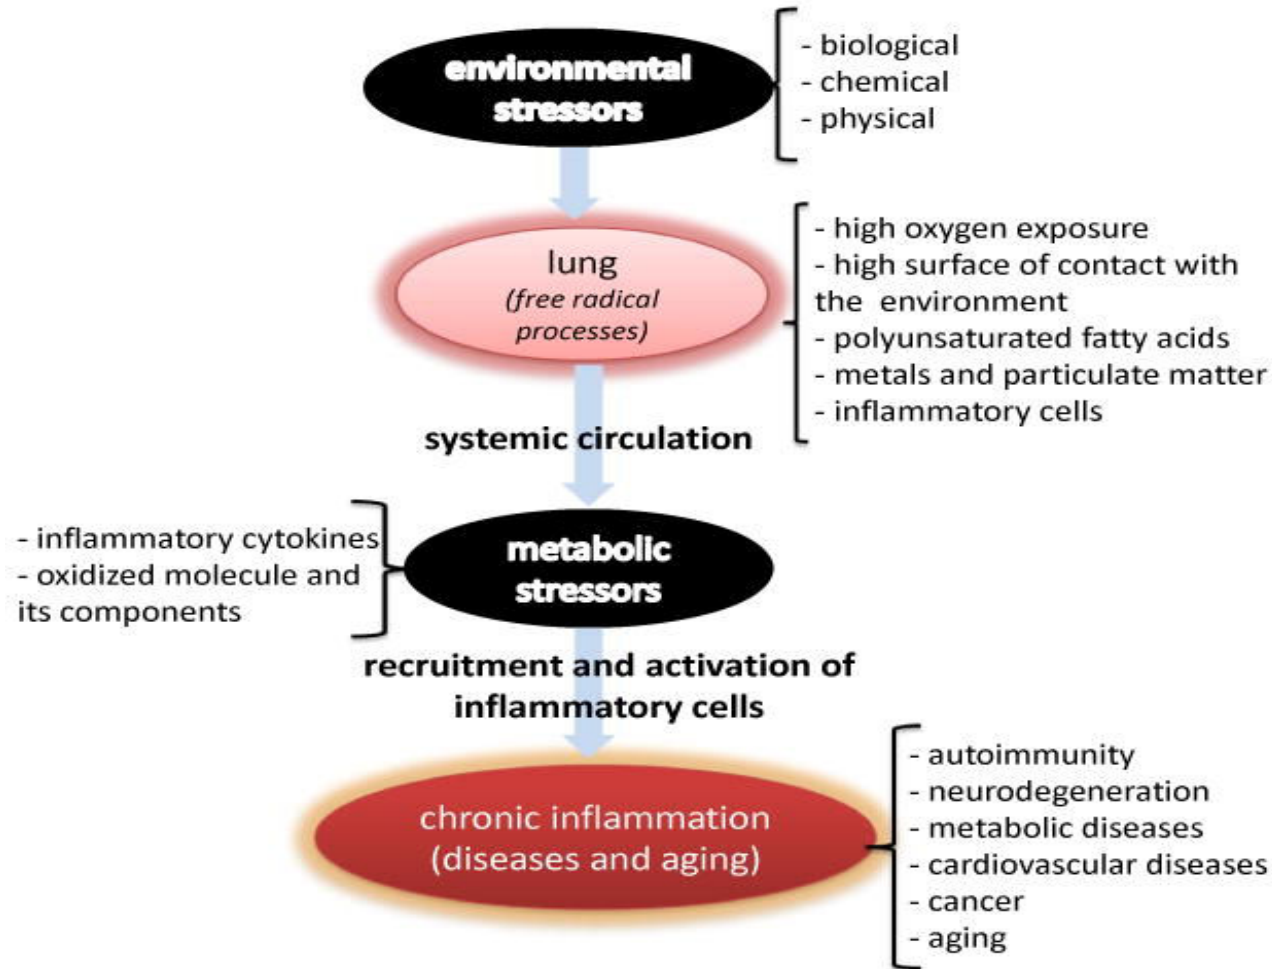 environmental
stressors
- biological
- chemical
- physical
lung
(free radical
processes)
- high oxygen exposure
- high surface of contact with
the environment
- polyunsaturated fatty acids
- metals and particulate matter
- inflammatory cells
systemic circulation
- inflammatory cytokines
- oxidized molecule and
its components
metabolic
stressors
recruitment and activation of
inflammatory cells
chronic inflammation
(diseases and aging)
- autoimmunity
- neurodegeneration
- metabolic diseases
- cardiovascular diseases
- cancer
- aging